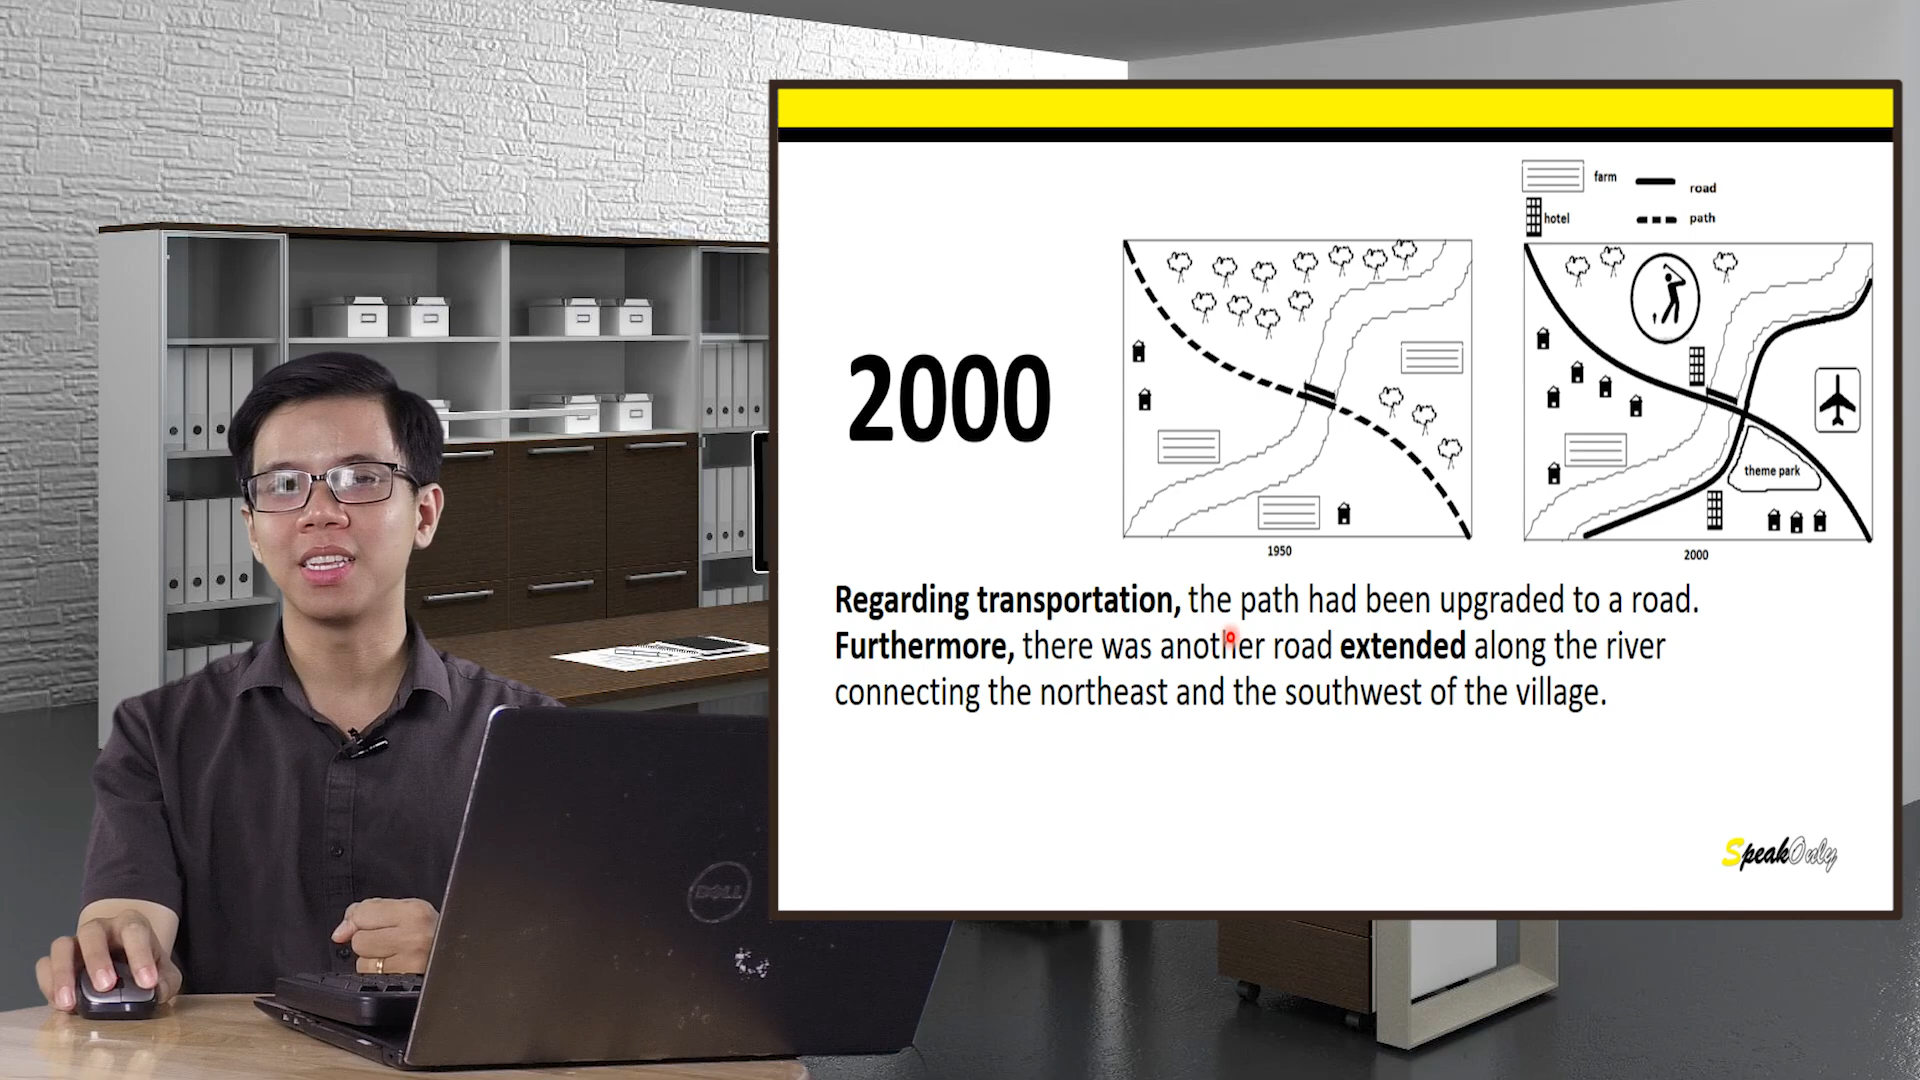 farm
road
hotel
path
2000
theme park
1950
2000
Regarding transportation, the path had been upgraded to a road.
Furthermore, there was another road extended along the river
connecting the northeast and the southwest of the village.
DELL
SpeakOnly